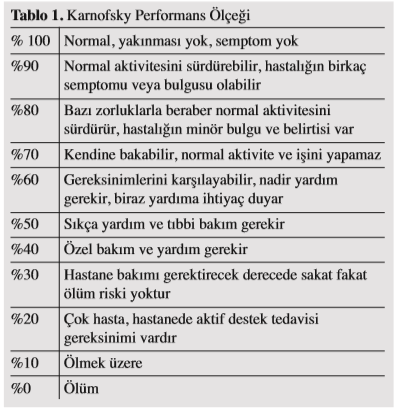 Tablo 1. Karnofsky Performans Ölçeği
% 100 Normal, yakınması yok, semptom yok
%90 Normal aktivitesini sürdürebilir, hastalığın birkaç
semptomu veya bulgusu olabilir
%80 Bazı zorluklarla beraber normal aktivitesini
sürdürür, hastalığın minör bulgu ve belirtisi var
%70 Kendine bakabilir, normal aktivite ve işini yapamaz
%60 Gereksinimlerini karşılayabilir, nadir yardım
gerekir, biraz yardıma ihtiyaç duyar
%50 Sıkça yardım ve tıbbi bakım gerekir
%40 Özel bakım ve yardım gerekir
%30 Hastane bakımı gerektirecek derecede sakat fakat
ölüm riski yoktur
%20 Çok hasta, hastanede aktif destek tedavisi
gereksinimi vardır
%10 Ölmek üzere
%0 Ölüm